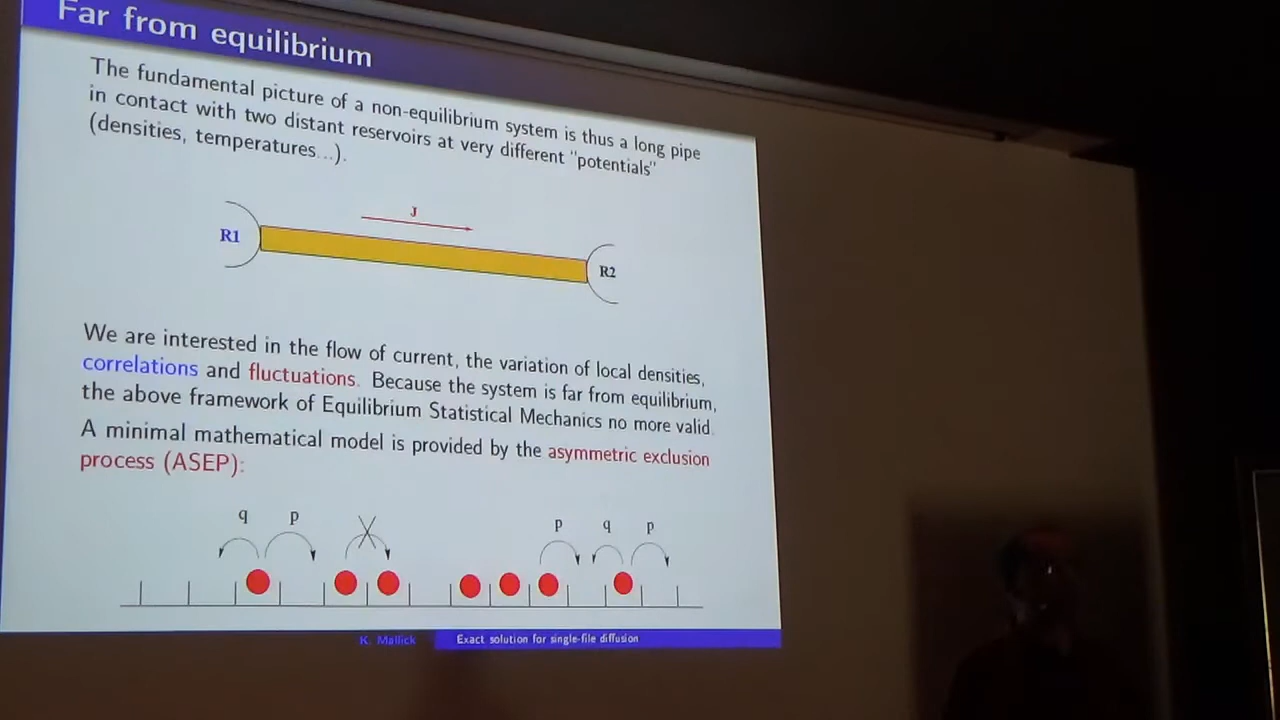 Far from equilibrium
The fundamental picture of a non-equilibrium system is thus a long pipe
in contact with two distant reservoirs at very different "potentials"
(densities, temperatures...).
J
R1
R2
We are interested in the flow of current, the variation of local densities,
correlations and fluctuations. Because the system is far from equilibrium,
the above framework of Equilibrium Statistical Mechanics no more valid.
A minimal mathematical model is provided by the asymmetric exclusion
process (ASEP):
q p p q p
K. Mallick Exact solution for single-file diffusion